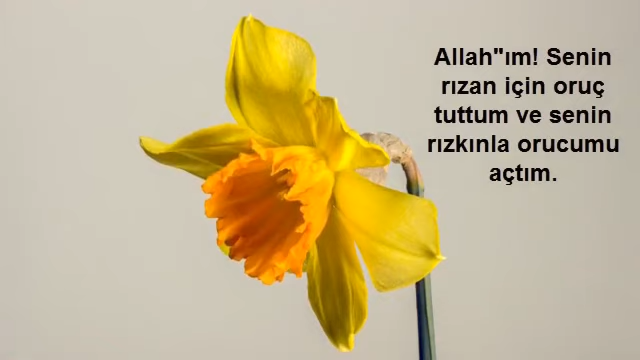 Allah"ım! Senin
rızan için oruç
tuttum ve senin
rızkınla orucumu
açtım.